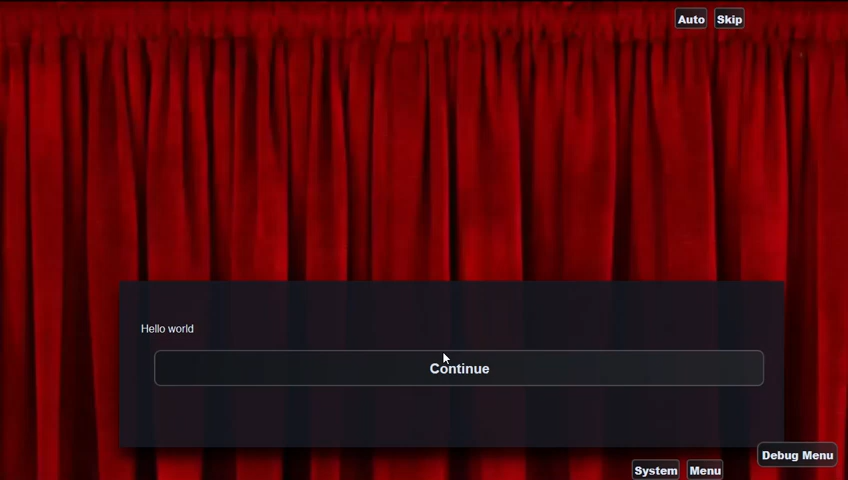 Auto Skip
Hello world
Continue
Debug Menu
System Menu